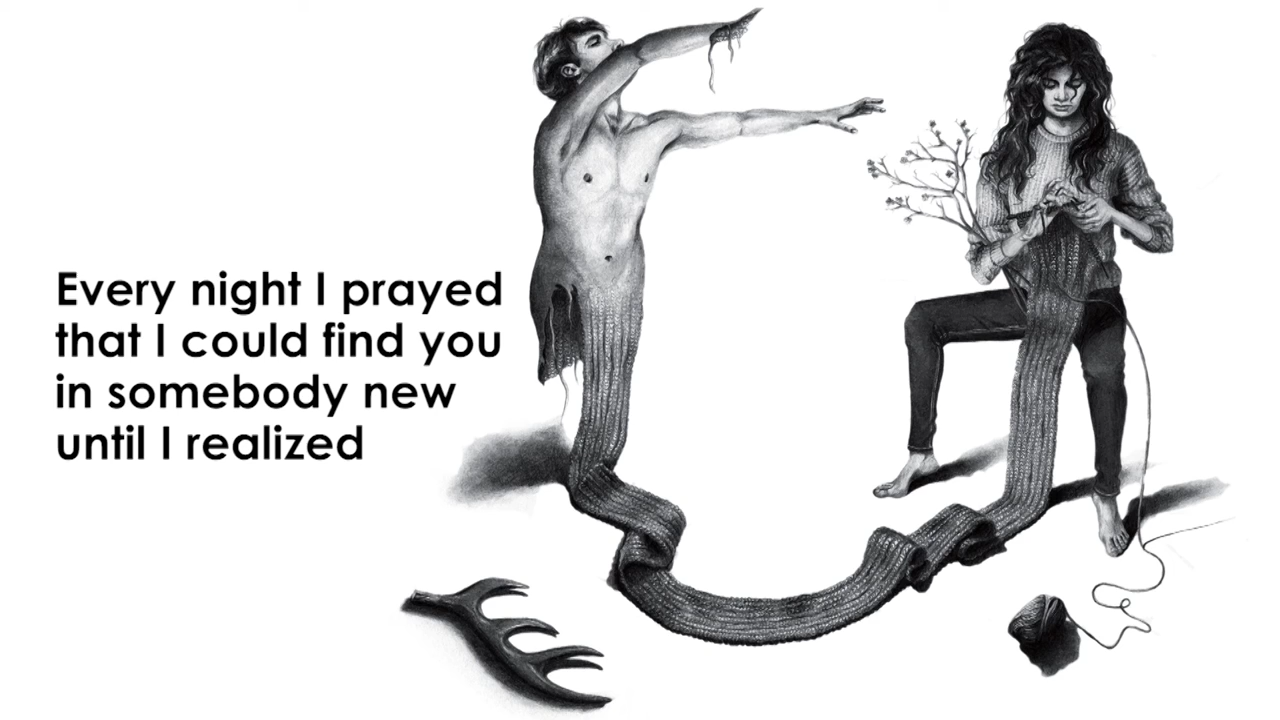 Every night I prayed
that I could find you
in somebody new
until I realized